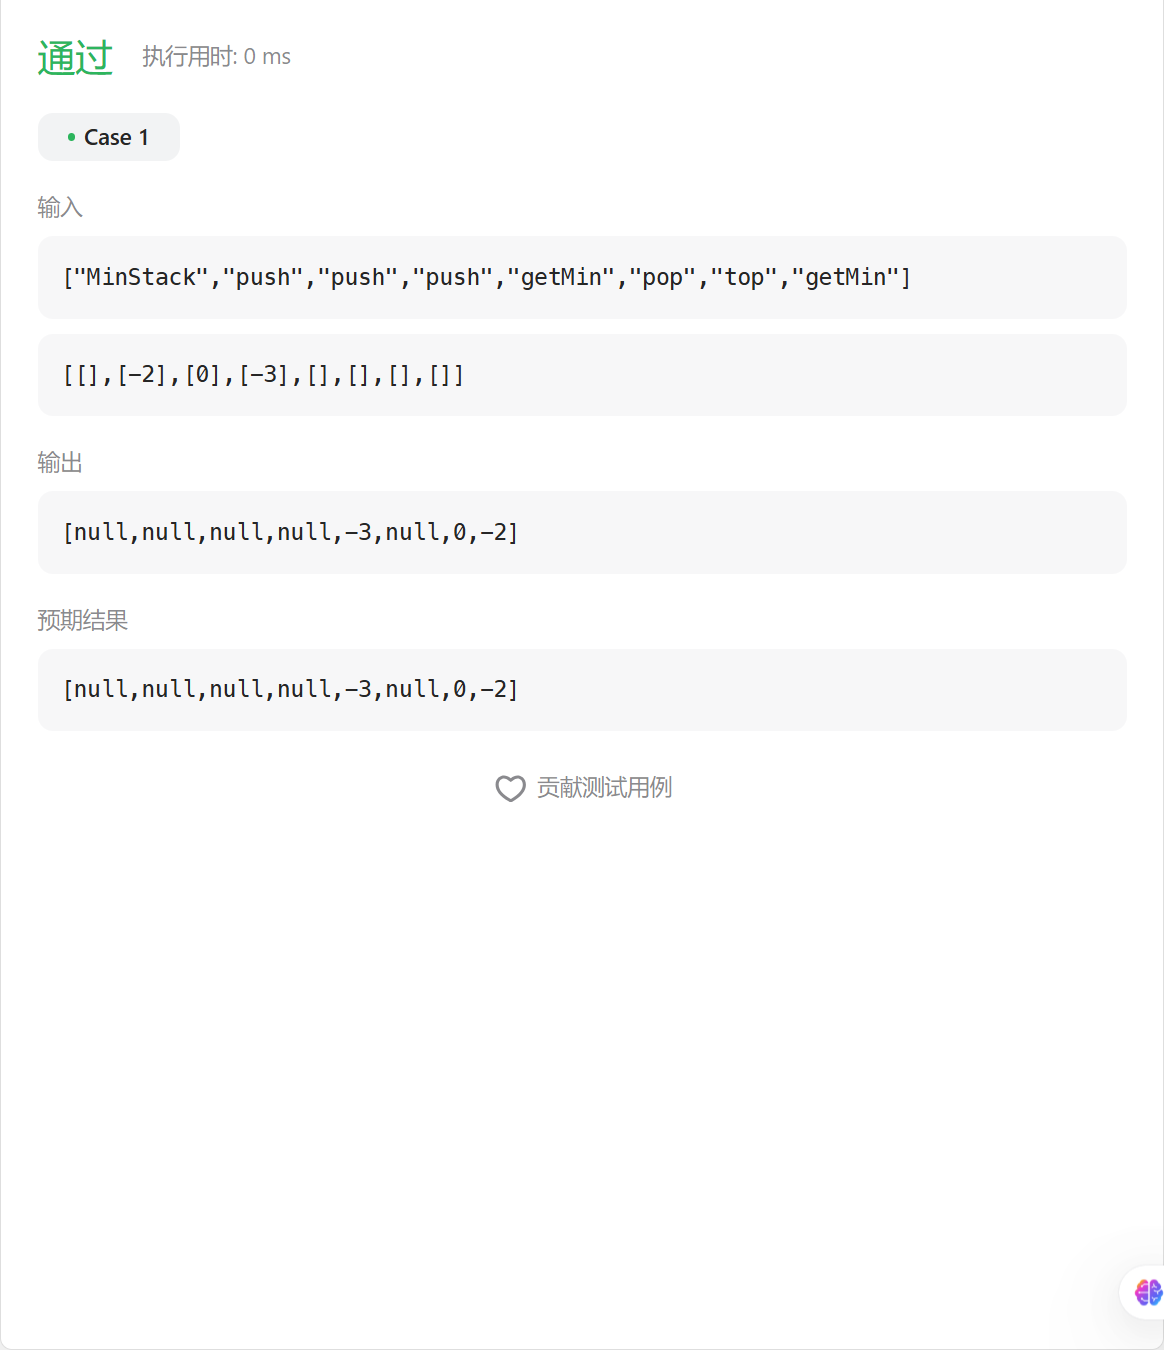 通过 执行用时: 0 ms
Case 1
输入
["MinStack","push","push","push","getMin","pop","top","getMin"]
[[],[-2],[0],[-3],[],[],[],[]]
输出
[null,null,null,null,-3,null,0,-2]
预期结果
[null,null,null,null,-3,null,0,-2]
贡献测试用例